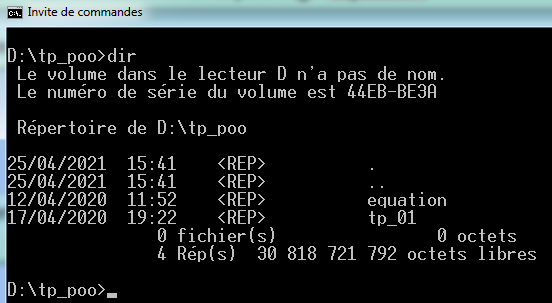 Invite de commandes
D:\tp_poo>dir
Le volume dans le lecteur D n'a pas de nom.
Le numéro de série du volume est 44EB-BE3A
Répertoire de D:\tp_poo
25/04/2021  15:41    <REP>          .
25/04/2021  15:41    <REP>          ..
12/04/2020  11:52    <REP>          equation
17/04/2020  19:22    <REP>          tp_01
0 fichier(s)                0 octets
4 Rép(s)  30 818 721 792 octets libres
D:\tp_poo>